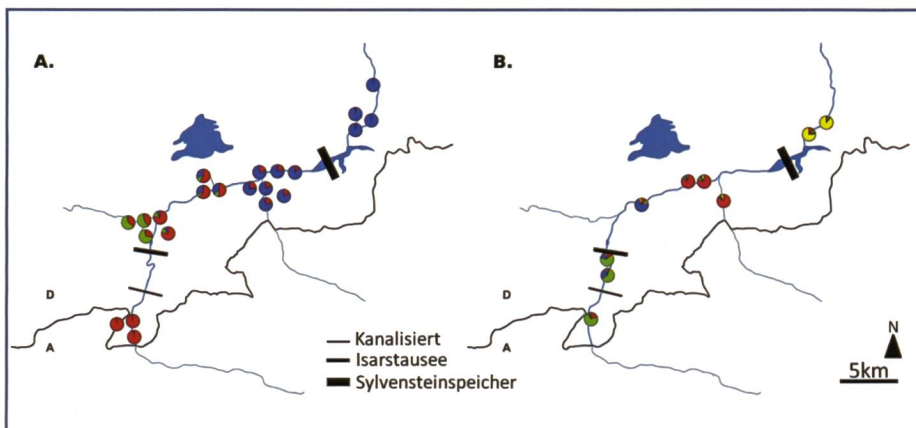 A.
B.
D
A
D
A
Kanalisiert
Isarstausee
Sylvensteinspeicher
N
5km